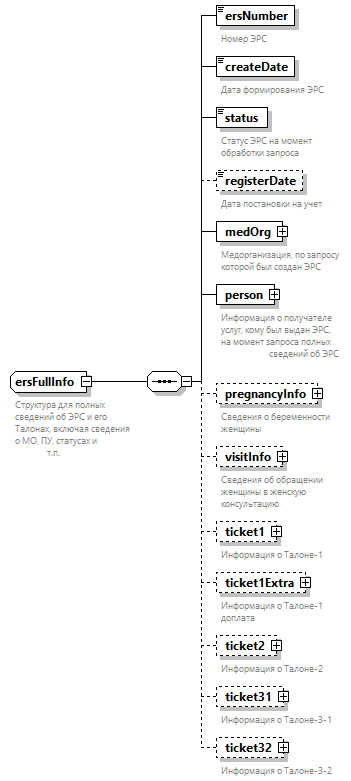 ersNumber
Номер ЭРС
createDate
Дата формирования ЭРС
status
Статус ЭРС на момент
обработки запроса
registerDate
Дата постановки на учет
medOrg
Медорганизация, по запросу
которой был создан ЭРС
person
Информация о получателе
услуг, кому был выдан ЭРС,
на момент запроса полных
сведений об ЭРС
ersFullInfo
Структура для полных
сведений об ЭРС и его
Талонах, включая сведения
о МО, ПУ, статусах и
т.п.
pregnancyInfo
Сведения о беременности
женщины
visitInfo
Сведения об обращении
женщины в женскую
консультацию
ticket1
Информация о Талоне-1
ticket1Extra
Информация о Талоне-1
доплата
ticket2
Информация о Талоне-2
ticket31
Информация о Талоне-3-1
ticket32
Информация о Талоне-3-2